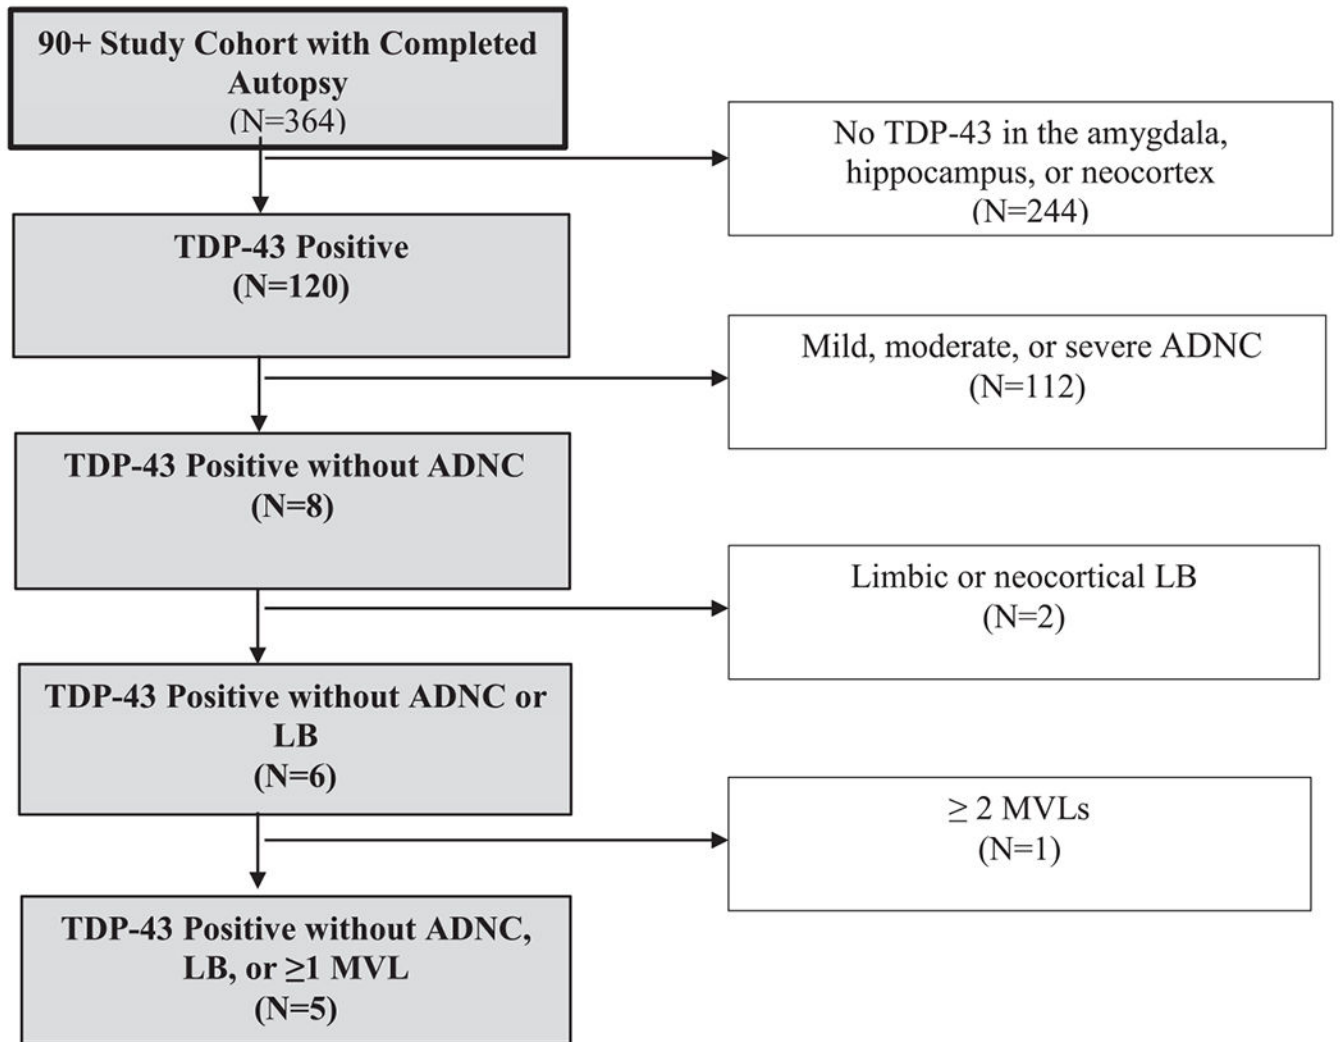 90+ Study Cohort with Completed
Autopsy
(N=364)
No TDP-43 in the amygdala,
hippocampus, or neocortex
(N=244)
TDP-43 Positive
(N=120)
Mild, moderate, or severe ADNC
(N=112)
TDP-43 Positive without ADNC
(N=8)
Limbic or neocortical LB
(N=2)
TDP-43 Positive without ADNC or
LB
(N=6)
≥ 2 MVLs
(N=1)
TDP-43 Positive without ADNC,
LB, or ≥1 MVL
(N=5)